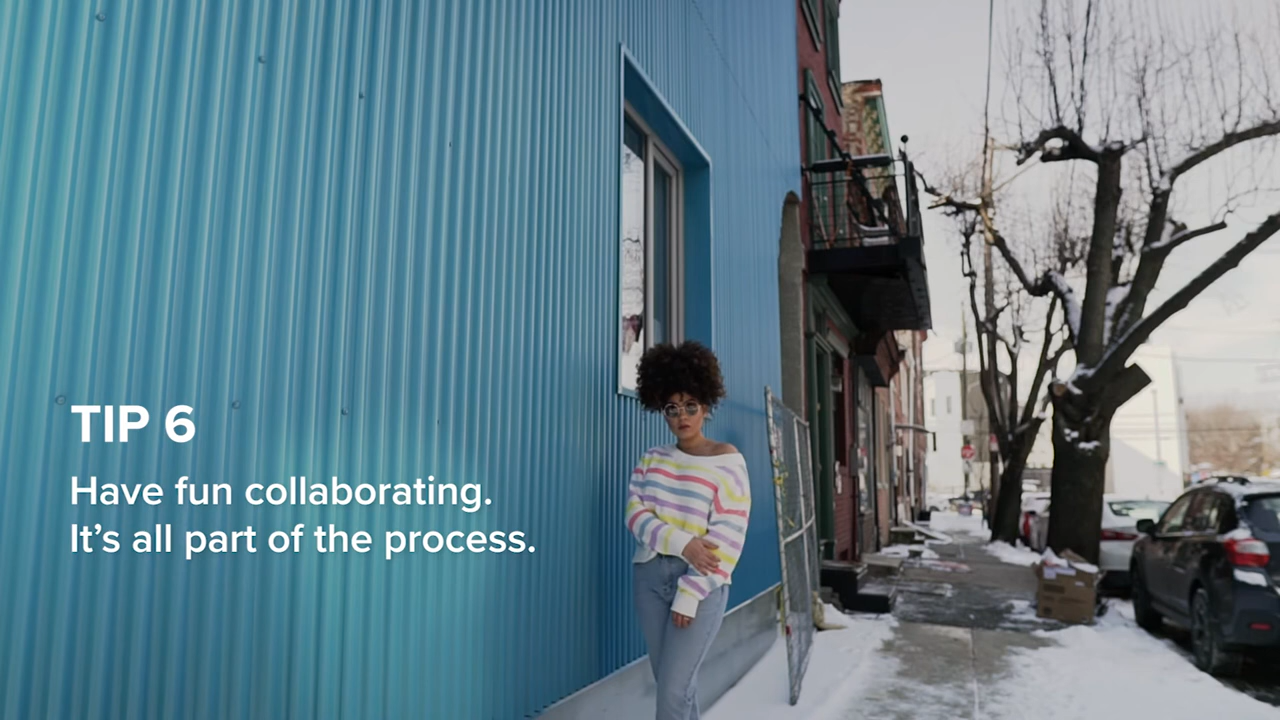 TIP 6
Have fun collaborating.
It’s all part of the process.